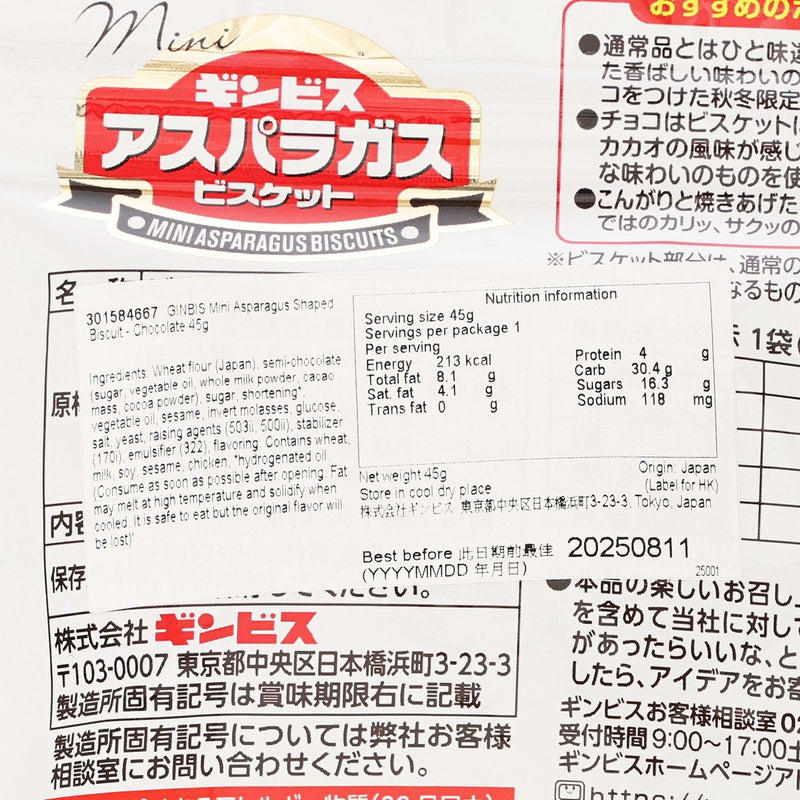 Mini
ギンビス
アスパラガス
ビスケット
MINI ASPARAGUS BISCUITS
おすすめのポ
●通常品とはひと味違
た香ばしい味わいの
コをつけた秋冬限定
●チョコはビスケットに
カカオの風味が感じ
な味わいのものを使
●こんがりと焼きあげた
ではのカリッ、サクッの
※ビスケット部分は、通常の
なるもの
名
301584667 GINBIS Mini Asparagus Shaped
Biscuit - Chocolate 45g
Ingredients: Wheat flour (Japan), semi-chocolate
(sugar, vegetable oil, whole milk powder, cacao
mass, cocoa powder), sugar, shortening*,
vegetable oil, sesame, invert molasses, glucose,
salt, yeast, raising agents (503ii, 500ii), stabilizer
(170i), emulsifier (322), flavoring. Contains wheat,
milk, soy, sesame, chicken, *hydrogenated oil.
(Consume as soon as possible after opening. Fat
may melt at high temperature and solidify when
cooled. It is safe to eat but the original flavor will
be lost)'
Nutrition information
Serving size 45g
Servings per package 1
Per serving
Energy 213 kcal
Total fat 8.1 g
Sat. fat 4.1 g
Trans fat 0 g
Protein 4 g
Carb 30.4 g
Sugars 16.3 g
Sodium 118 mg
Net weight 45g
Origin: Japan
Store in cool dry place
(Label for HK)
株式会社ギンビス 東京都中央区日本橋浜町3-23-3, Tokyo, Japan
Best before 此日期前最佳 20250811
(YYYYMMDD 年月日)
25001
1袋(
原
内容
保存
ください。
株式会社ギンビス
〒103-0007 東京都中央区日本橋浜町3-23-3
製造所固有記号は賞味期限右に記載
製造所固有記号については弊社お客様
相談室にお問い合わせください。
●本品の楽しいお召し
を含めて当社に対して
があったらいいな、と
したら、アイデアをお客
ギンビスお客様相談室
受付時間9:00〜17:00土
ギンビスホームページア
https:/